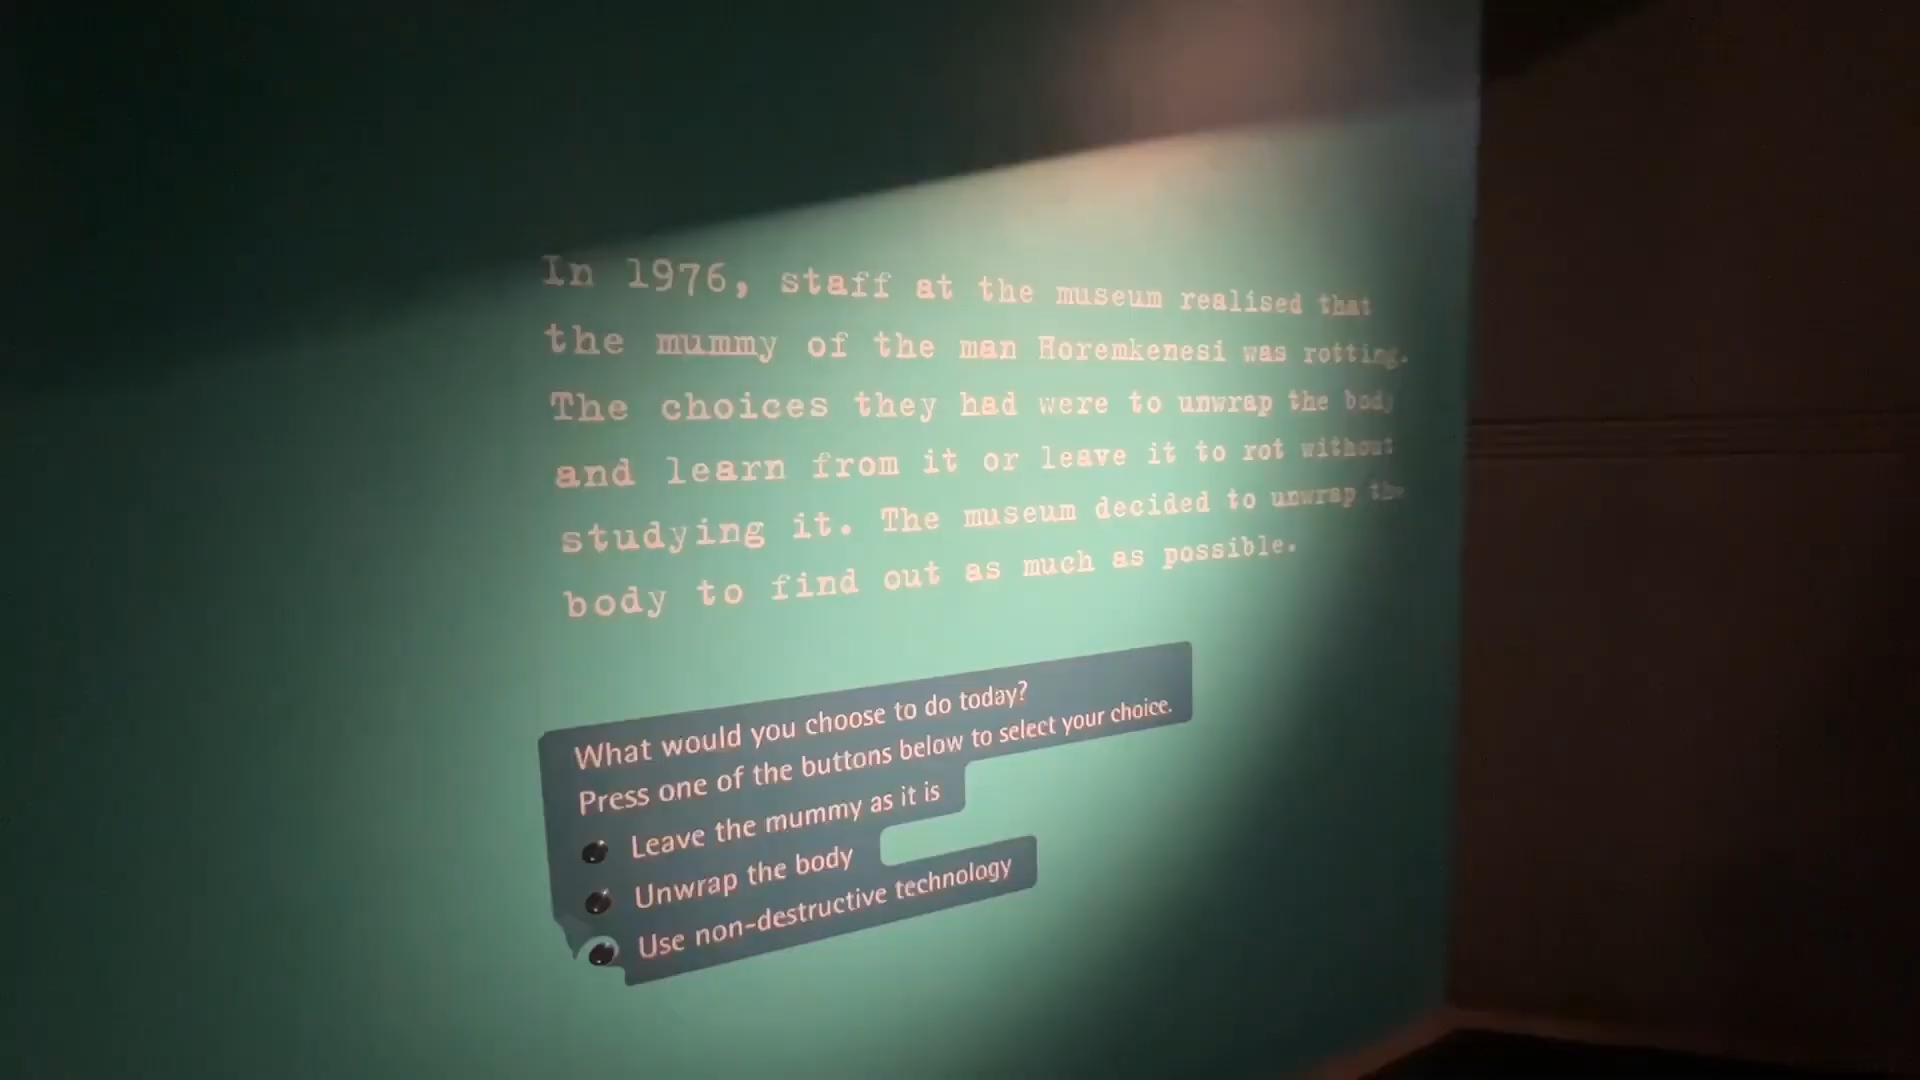 In 1976, staff at the museum realised that
the mummy of the man Horemkenesi was rotting.
The choices they had were to unwrap the body
and learn from it or leave it to rot without
studying it. The museum decided to unwrap the
body to find out as much as possible.
What would you choose to do today?
Press one of the buttons below to select your choice.
Leave the mummy as it is
Unwrap the body
Use non-destructive technology